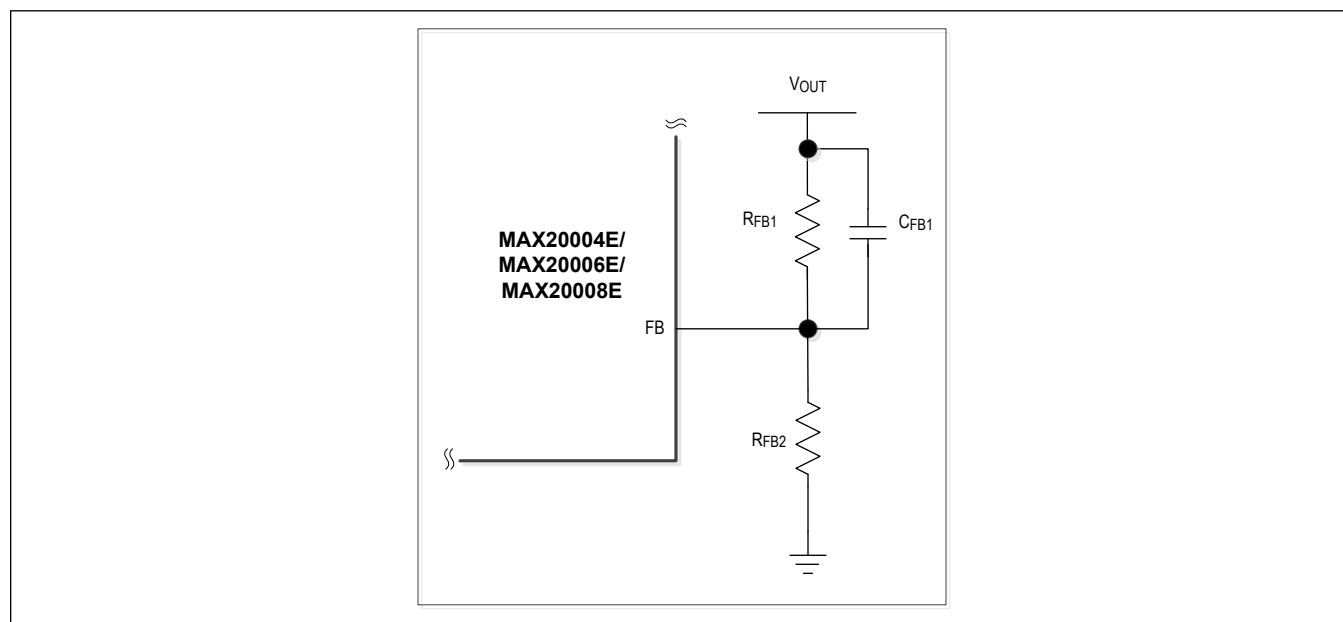 VOUT
RFB1
CFB1
MAX20004E/
MAX20006E/
MAX20008E
FB
RFB2